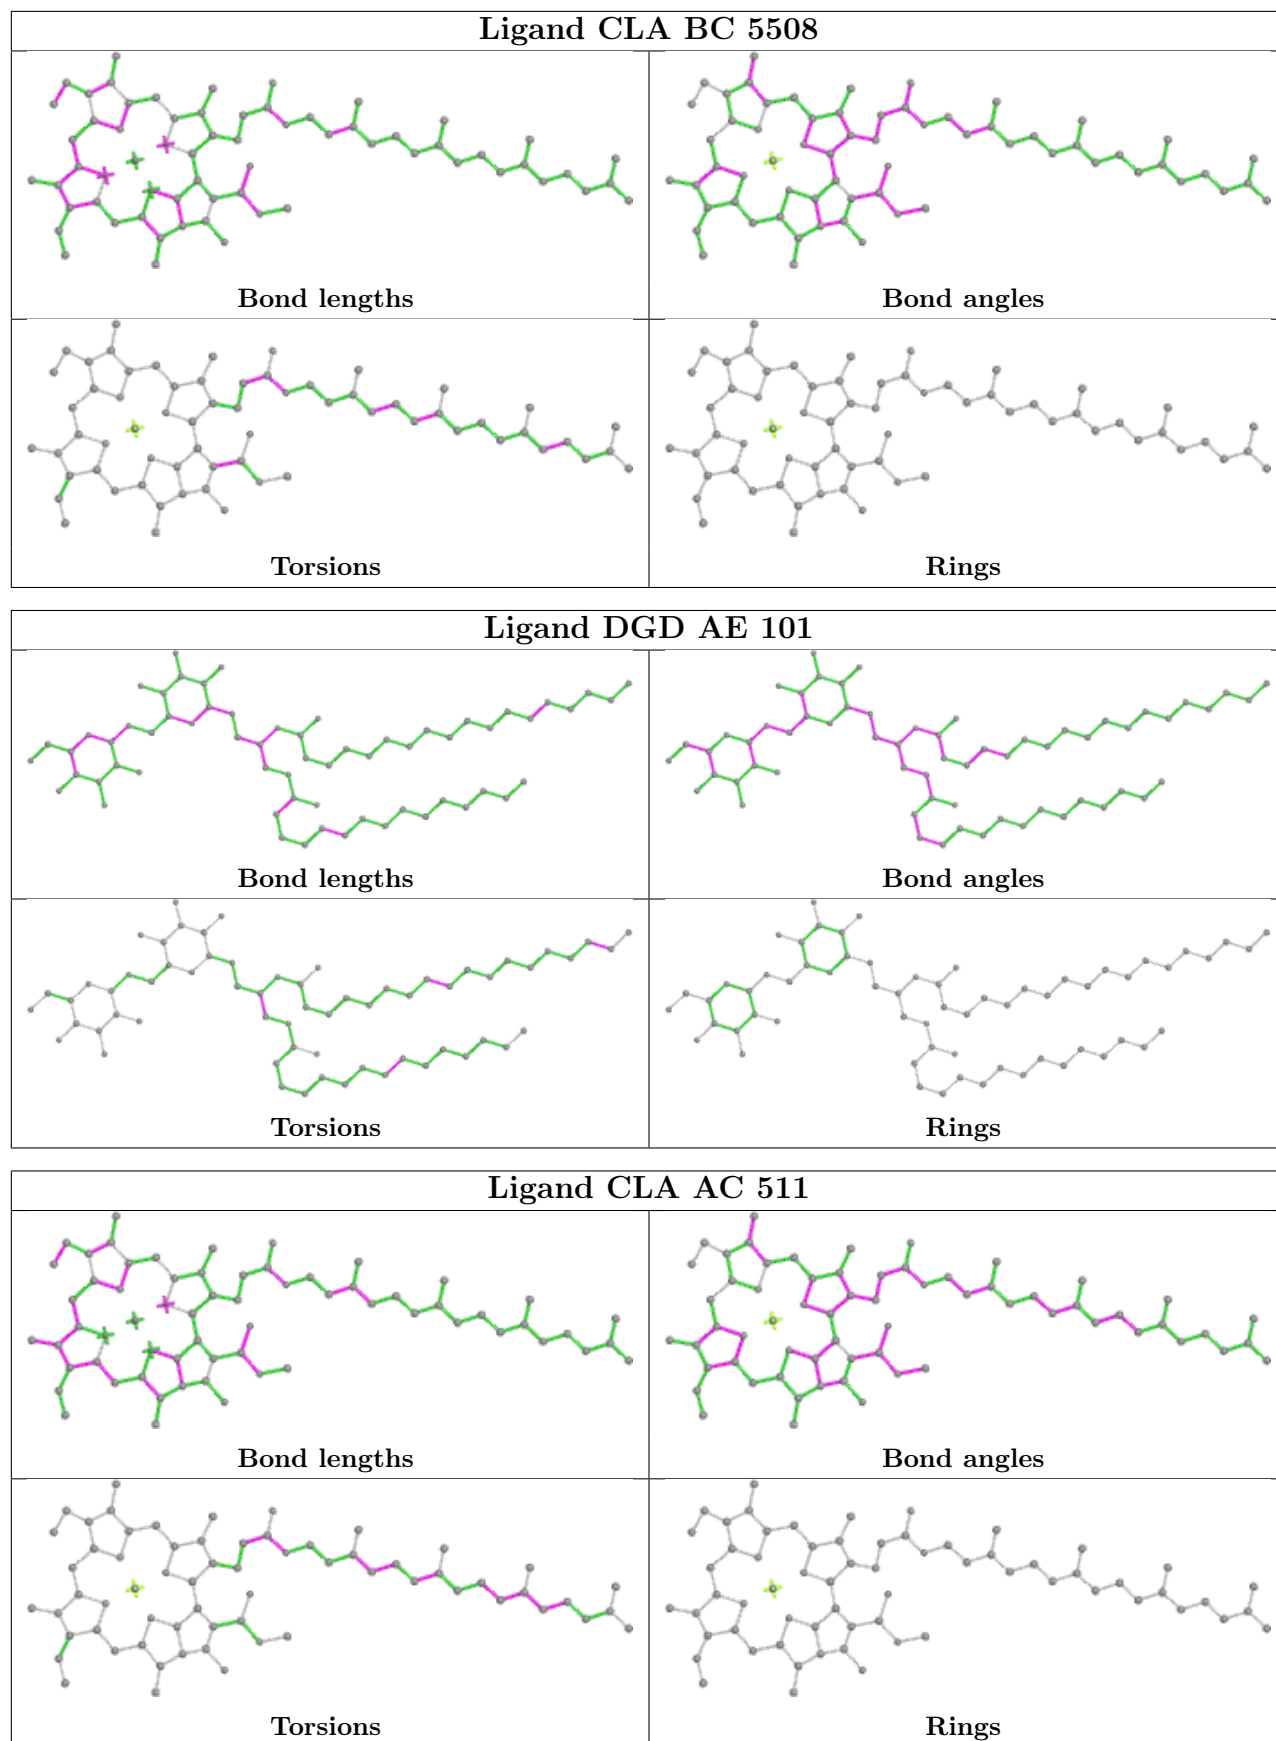 Ligand CLA BC 5508
Bond lengths
Bond angles
Torsions
Rings
Ligand DGD AE 101
Bond lengths
Bond angles
Torsions
Rings
Ligand CLA AC 511
Bond lengths
Bond angles
Torsions
Rings